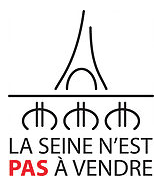 LA SEINE N'EST
PAS À VENDRE